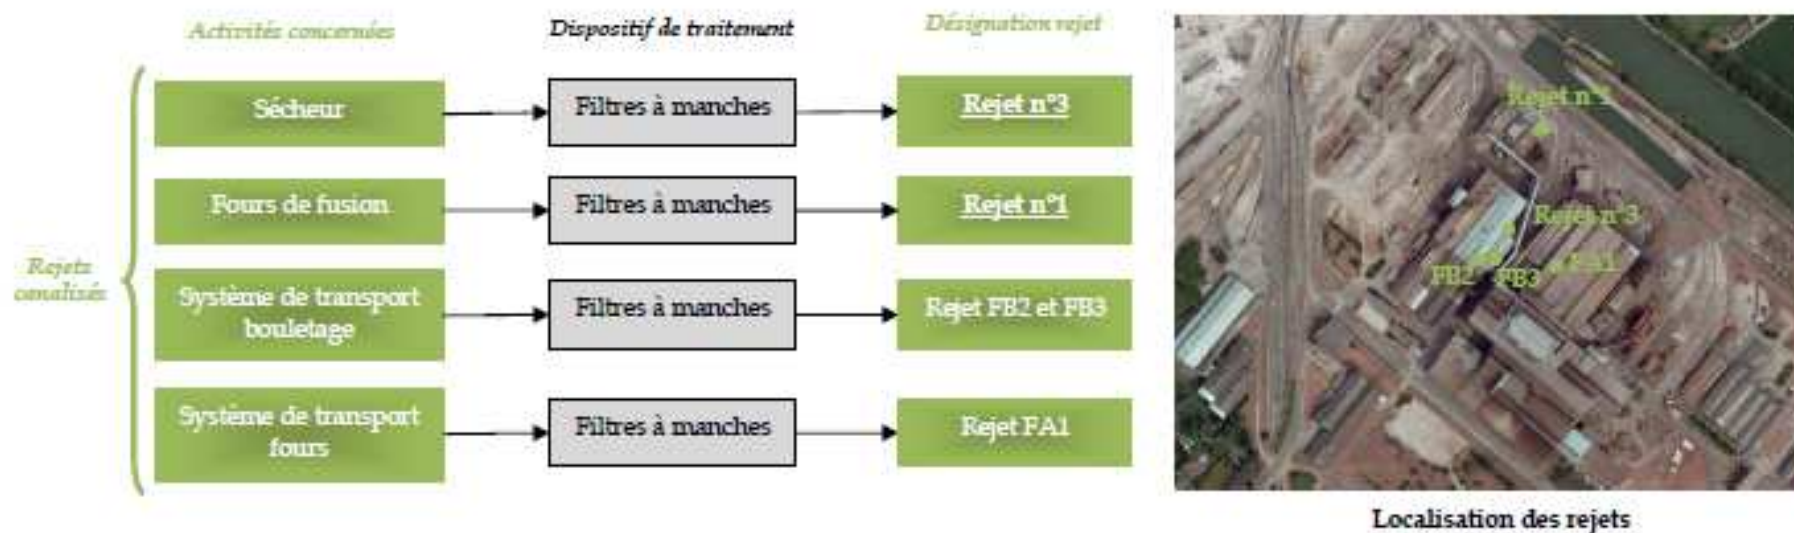 Activités concernées
Dispositif de traitement
Désignation rejet
Rejets
canalisés
Sécheur
Filtres à manches
Rejet n°3
Fours de fusion
Filtres à manches
Rejet n°1
Système de transport
bouletage
Filtres à manches
Rejet FB2 et FB3
Système de transport
fours
Filtres à manches
Rejet FA1
Rejet n°1
Rejet n°3
FB2
FB3
FA1
Localisation des rejets